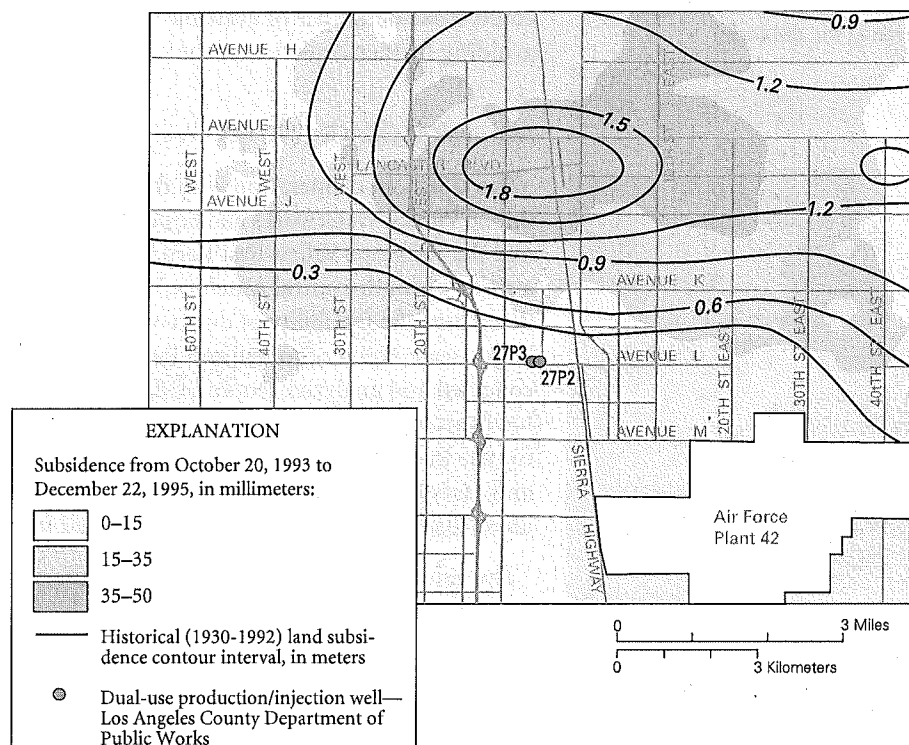 0.9
AVENUE H
EAST
1.2
1.5
AVENUE I
WEST
WEST
WEST
LANCASTER BLVD
1.8
AVENUE J
1.2
0.9
AVENUE K
0.3
0.6
50TH ST
40TH ST
30TH ST
20TH ST
EAST
EAST
27P3
AVENUE L
27P2
20TH ST EAST
30TH ST
40tTH ST
AVENUE M
SIERRA HIGHWAY
Air Force
Plant 42
EXPLANATION
Subsidence from October 20, 1993 to
December 22, 1995, in millimeters:
0–15
15–35
35–50
Historical (1930-1992) land subsi-
dence contour interval, in meters
Dual-use production/injection well—
Los Angeles County Department of
Public Works
0 3 Miles
0 3 Kilometers